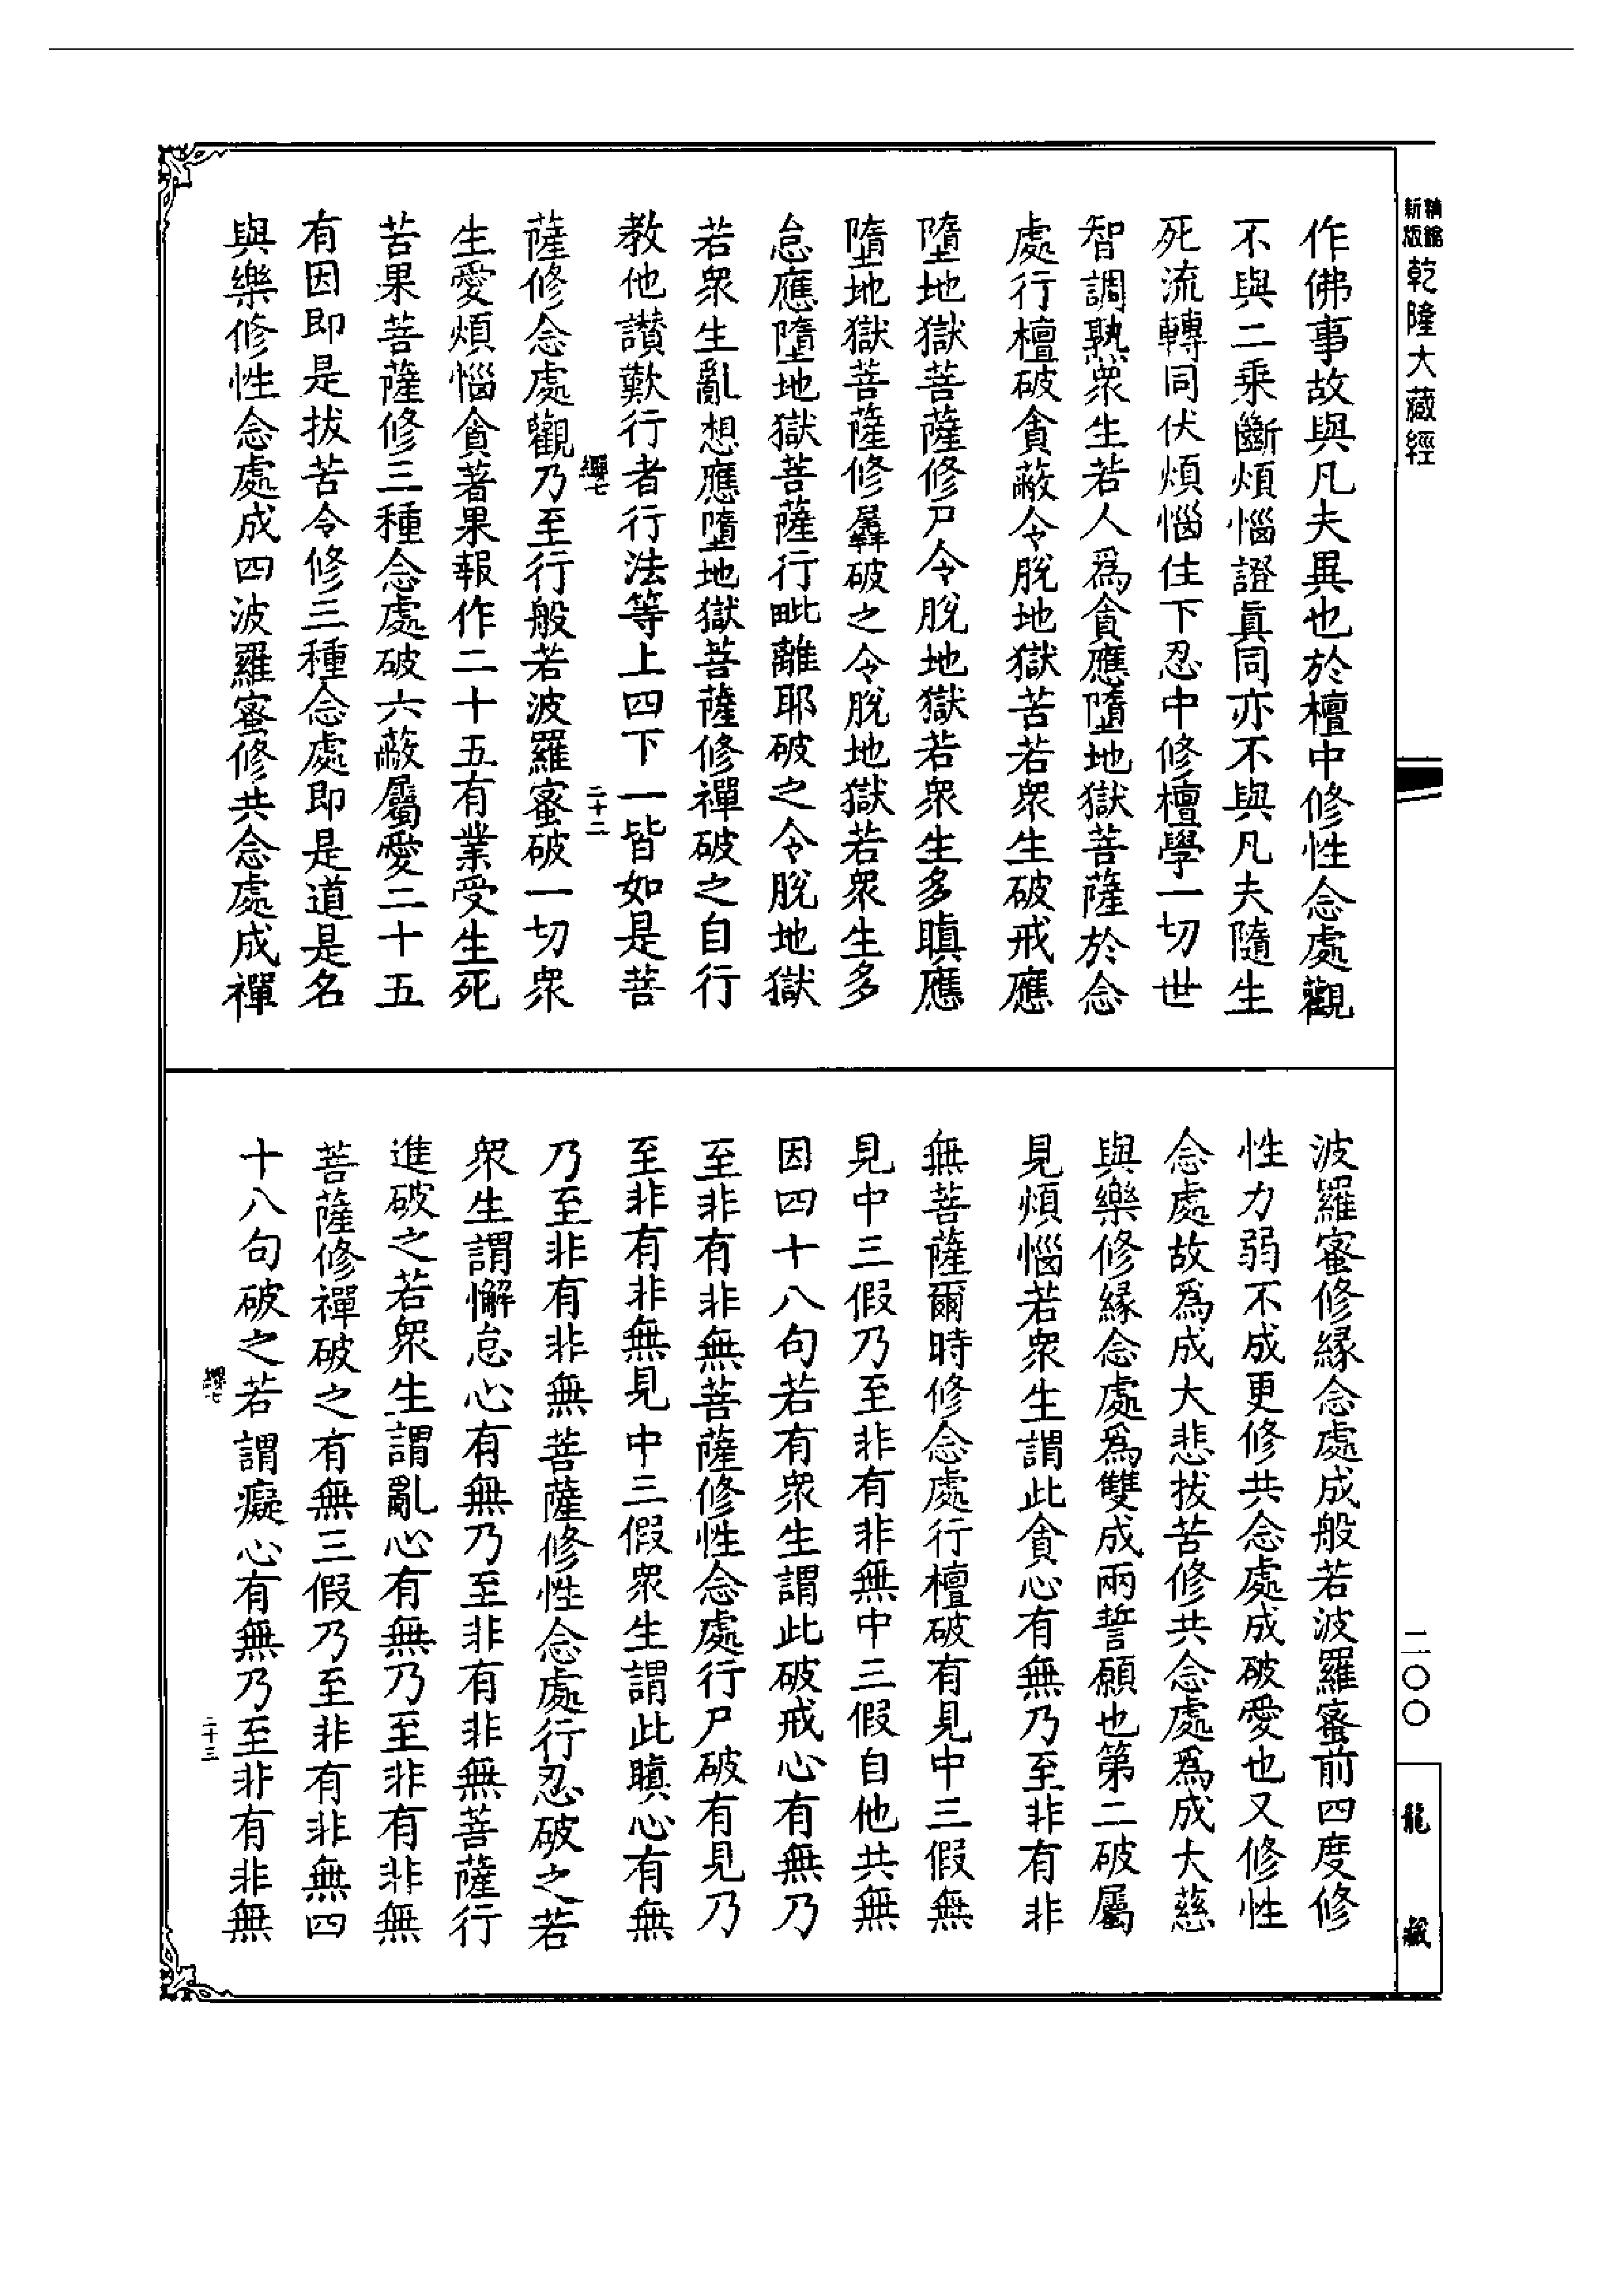 新編縮版
乾隆大藏經
作佛事故與凡夫異也於檀中修性念處觀
不與二乘斷煩惱證眞同亦不與凡夫隨生
死流轉同伏煩惱住下忍中修檀學一切世
智調熟衆生若人爲貪應墮地獄菩薩於念
處行檀破貪蔽令脫地獄苦若衆生破戒應
墮地獄菩薩修尸令脫地獄若衆生多瞋應
墮地獄菩薩修羼破之令脫地獄若衆生多
怠應墮地獄菩薩行毗離耶破之令脫地獄
若衆生亂想應墮地獄菩薩修禪破之自行
教他讚歎行者行法等上四下一皆如是菩
纓七
二十二
薩修念處觀乃至行般若波羅蜜破一切衆
生愛煩惱貪著果報作二十五有業受生死
苦果菩薩修三種念處破六蔽屬愛二十五
有因即是拔苦令修三種念處即是道是名
與樂修性念處成四波羅蜜修共念處成禪
波羅蜜修緣念處成般若波羅蜜前四度修
性力弱不成更修共念處成破愛也又修性
念處故爲成大悲拔苦修共念處爲成大慈
與樂修緣念處爲雙成兩誓願也第二破屬
見煩惱若衆生謂此貪心有無乃至非有非
無菩薩爾時修念處行檀破有見中三假無
見中三假乃至非有非無中三假自他共無
因四十八句若有衆生謂此破戒心有無乃
至非有非無菩薩修性念處行尸破有見乃
至非有非無見中三假衆生謂此瞋心有無
乃至非有非無菩薩修性念處行忍破之若
衆生謂懈怠心有無乃至非有非無菩薩行
進破之若衆生謂亂心有無乃至非有非無
菩薩修禪破之有無三假乃至非有非無四
十八句破之若謂癡心有無乃至非有非無
纓七
二十三
二〇〇
龍藏